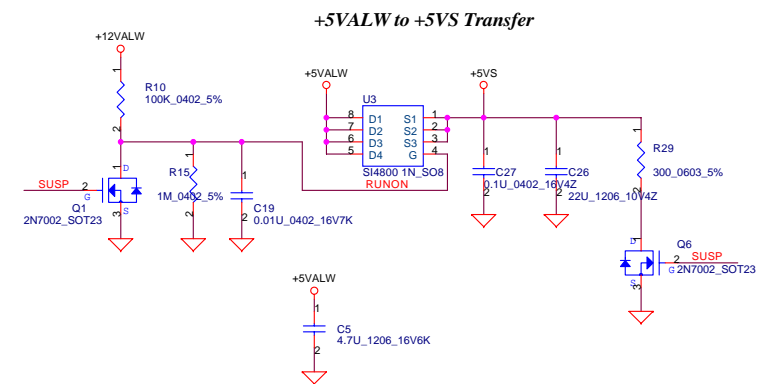 +5VALW to +5VS Transfer
+12VALW
1
R10
100K_0402_5%
2
1
D
SUSP
2
G
Q1
2N7002_SOT23
3
S
1
R15
1M_0402_5%
2
1
C19
0.01U_0402_16V7K
2
+5VALW
U3
8 D1 S1 1
7 D2 S2 2
6 D3 S3 3
5 D4 G 4
SI4800 1N_SO8
RUNON
+5VS
1
C27
0.1U_0402_16V4Z
2
1
C26
22U_1206_10V4Z
2
1
R29
300_0603_5%
2
1
D
Q6
SUSP
2
G
2N7002_SOT23
S
3
+5VALW
1
C5
4.7U_1206_16V6K
2